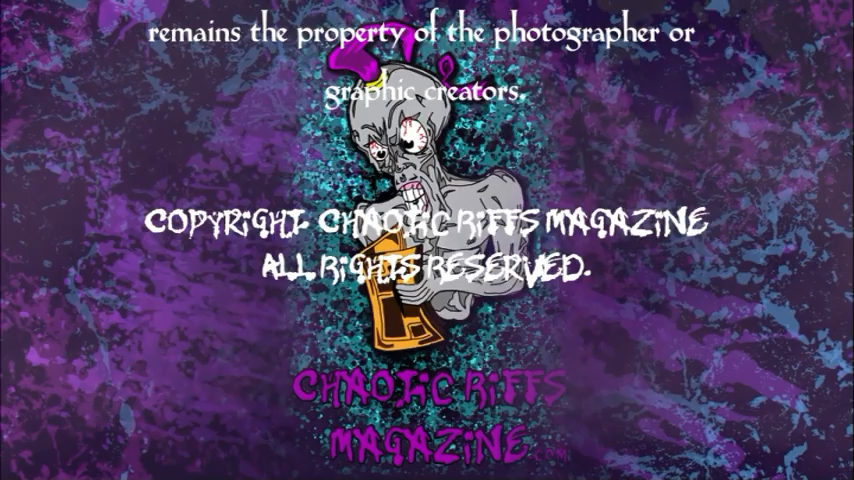 remains the property of the photographer or
graphic creators.
COPYRIGHT- CHAOTIC RIFFS MAGAZINE
ALL RIGHTS RESERVED.
CHAOTIC RIFFS
MAGAZINE.COM